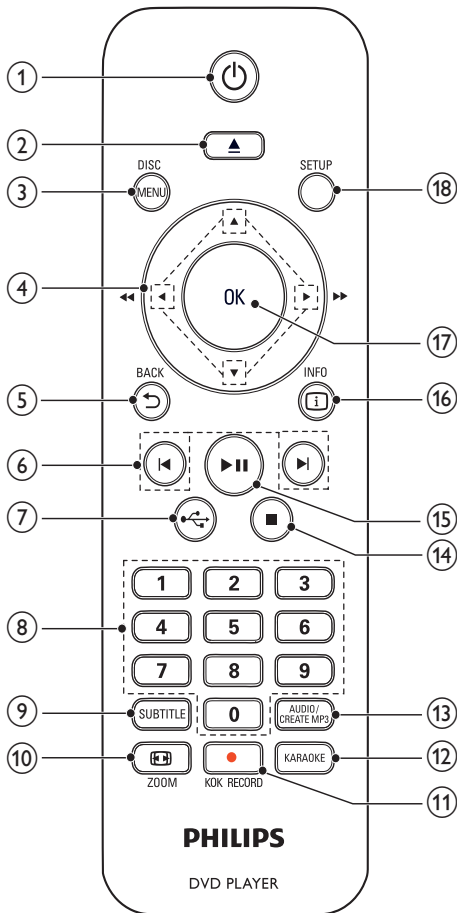 1
2
DISC
SETUP
3
MENU
18
4
OK
17
BACK
INFO
5
i
16
6
15
7
14
1 2 3
8
4 5 6
7 8 9
9
SUBTITLE
0
AUDIO/
CREATE MP3
13
10
KARAOKE
12
ZOOM
KOK RECORD
11
PHILIPS
DVD PLAYER